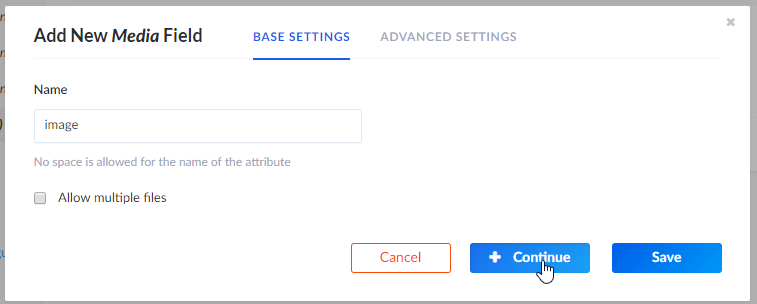 Add New Media Field BASE SETTINGS ADVANCED SETTINGS
Name
image
No space is allowed for the name of the attribute
Allow multiple files
Cancel Continue Save